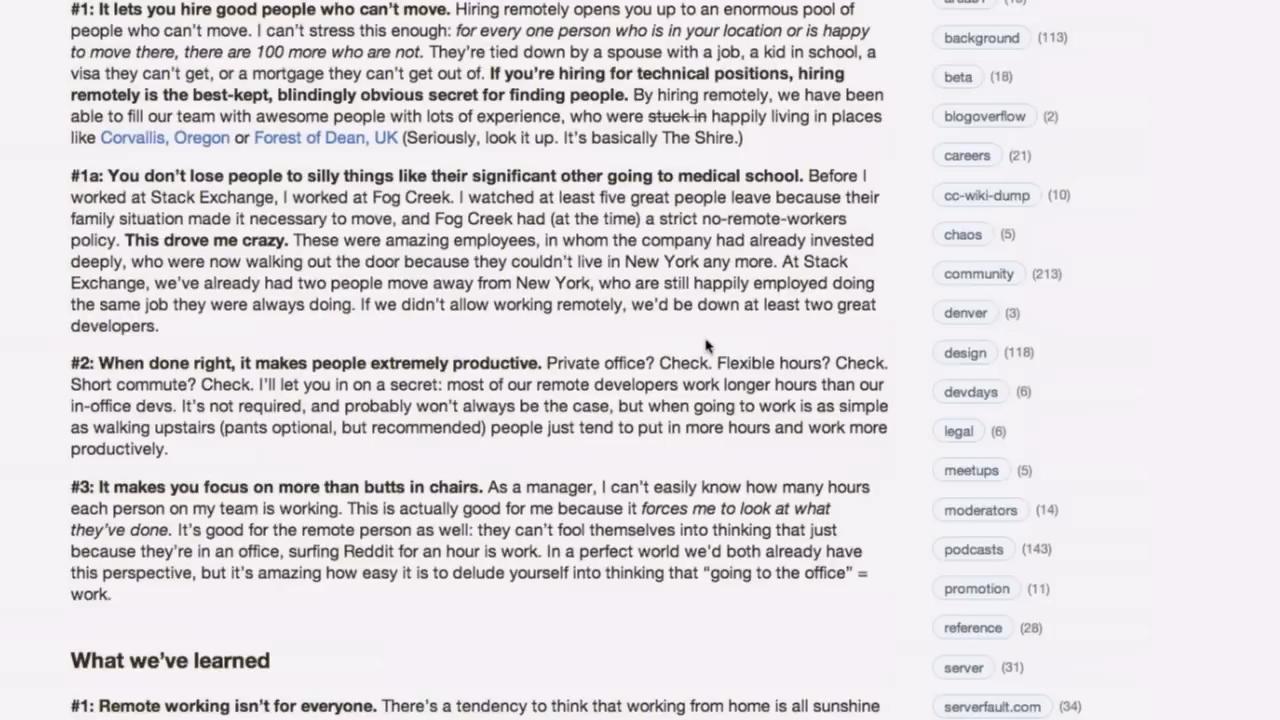 #1: It lets you hire good people who can't move. Hiring remotely opens you up to an enormous pool of
people who can't move. I can't stress this enough: for every one person who is in your location or is happy
to move there, there are 100 more who are not. They're tied down by a spouse with a job, a kid in school, a
visa they can't get, or a mortgage they can't get out of. If you're hiring for technical positions, hiring
remotely is the best-kept, blindingly obvious secret for finding people. By hiring remotely, we have been
able to fill our team with awesome people with lots of experience, who were stuck in happily living in places
like Corvallis, Oregon or Forest of Dean, UK (Seriously, look it up. It's basically The Shire.)
#1a: You don't lose people to silly things like their significant other going to medical school. Before I
worked at Stack Exchange, I worked at Fog Creek. I watched at least five great people leave because their
family situation made it necessary to move, and Fog Creek had (at the time) a strict no-remote-workers
policy. This drove me crazy. These were amazing employees, in whom the company had already invested
deeply, who were now walking out the door because they couldn't live in New York any more. At Stack
Exchange, we've already had two people move away from New York, who are still happily employed doing
the same job they were always doing. If we didn't allow working remotely, we'd be down at least two great
developers.
#2: When done right, it makes people extremely productive. Private office? Check. Flexible hours? Check.
Short commute? Check. I'll let you in on a secret: most of our remote developers work longer hours than our
in-office devs. It's not required, and probably won't always be the case, but when going to work is as simple
as walking upstairs (pants optional, but recommended) people just tend to put in more hours and work more
productively.
#3: It makes you focus on more than butts in chairs. As a manager, I can't easily know how many hours
each person on my team is working. This is actually good for me because it forces me to look at what
they've done. It's good for the remote person as well: they can't fool themselves into thinking that just
because they're in an office, surfing Reddit for an hour is work. In a perfect world we'd both already have
this perspective, but it's amazing how easy it is to delude yourself into thinking that "going to the office" =
work.
What we've learned
#1: Remote working isn't for everyone. There's a tendency to think that working from home is all sunshine
background (113)
beta (18)
blogoverflow (2)
careers (21)
cc-wiki-dump (10)
chaos (5)
community (213)
denver (3)
design (118)
devdays (6)
legal (6)
meetups (5)
moderators (14)
podcasts (143)
promotion (11)
reference (28)
server (31)
serverfault.com (34)